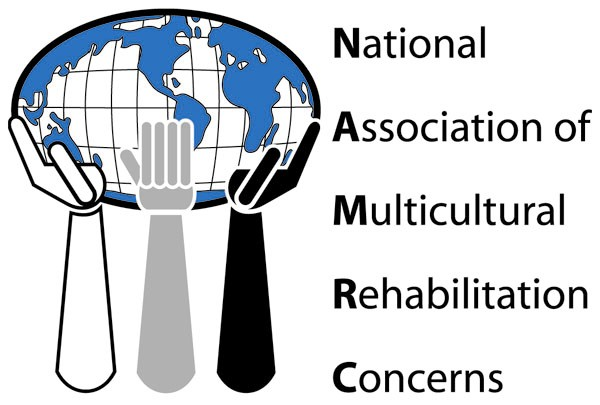 National
Association of
Multicultural
Rehabilitation
Concerns